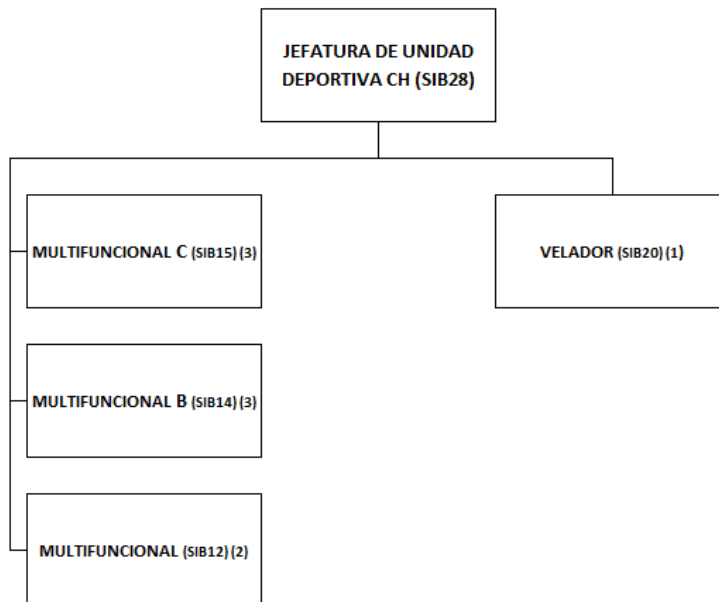 JEFATURA DE UNIDAD
DEPORTIVA CH (SIB28)
MULTIFUNCIONAL C (SIB15) (3)
VELADOR (SIB20) (1)
MULTIFUNCIONAL B (SIB14) (3)
MULTIFUNCIONAL (SIB12) (2)